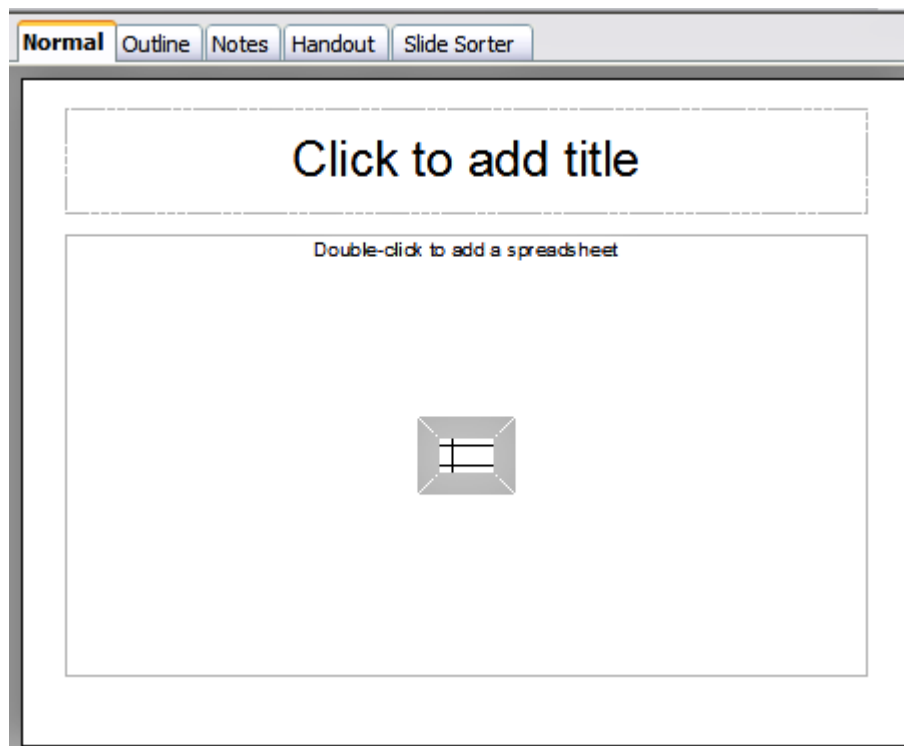 Normal Outline Notes Handout Slide Sorter
Click to add title
Double-click to add a spreadsheet